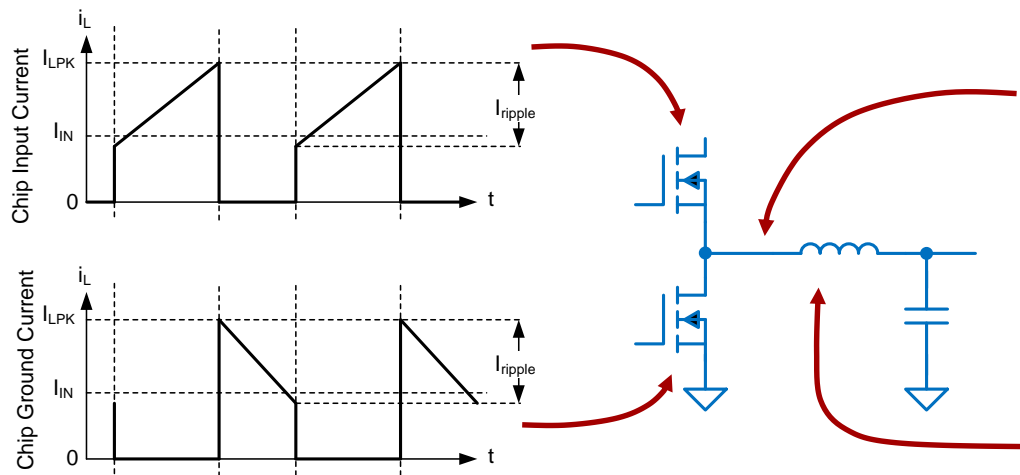 Chip Input Current
iL
ILPK
IIN
0
t
Iripple
Chip Ground Current
iL
ILPK
IIN
0
t
Iripple